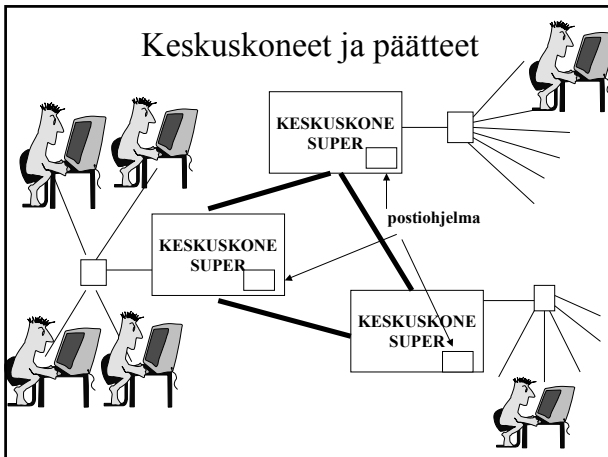 Keskuskoneet ja päätteet
KESKUSKONE
SUPER
postiohjelma
KESKUSKONE
SUPER
KESKUSKONE
SUPER